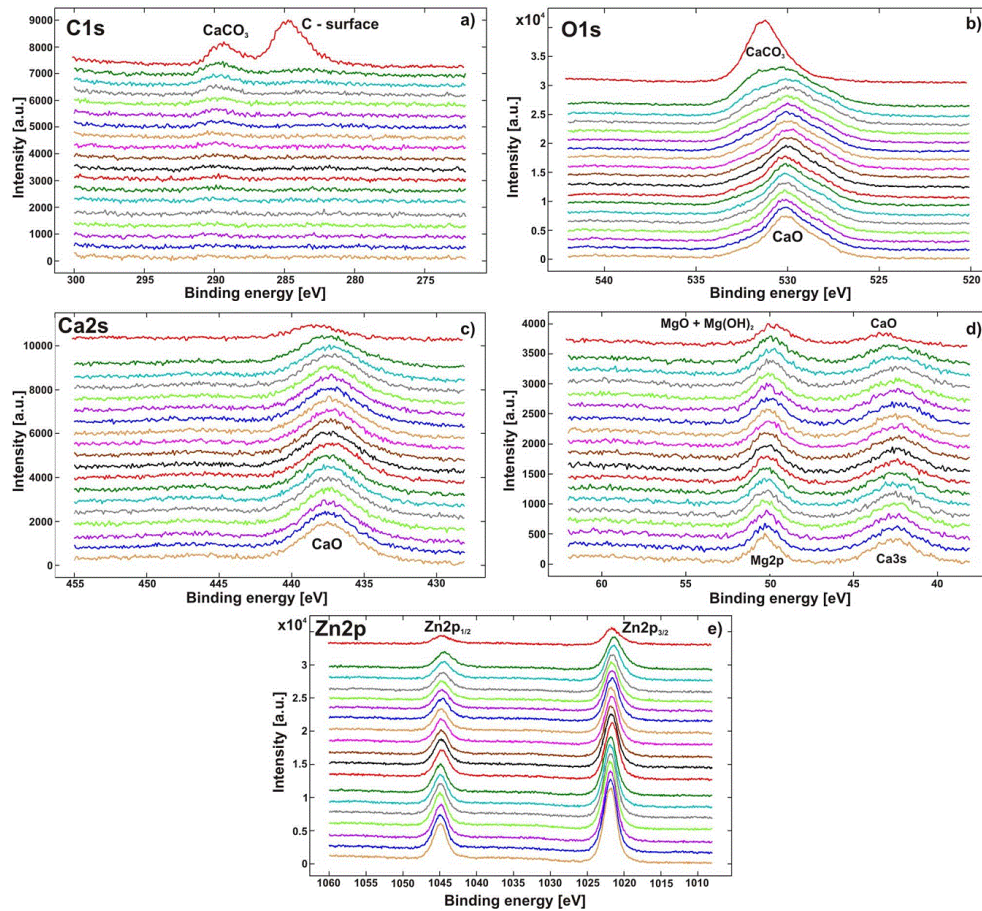 C1s
a)
CaCO₃
C - surface
Intensity [a.u.]
9000
8000
7000
6000
5000
4000
3000
2000
1000
0
300 295 290 285 280 275
Binding energy [eV]
x10⁴
O1s
b)
CaCO₃
Intensity [a.u.]
3.5
3
2.5
2
1.5
1
0.5
0
CaO
540 535 530 525 520
Binding energy [eV]
Ca2s
c)
Intensity [a.u.]
10000
8000
6000
4000
2000
0
CaO
455 450 445 440 435 430
Binding energy [eV]
MgO + Mg(OH)₂
CaO
d)
Intensity [a.u.]
4000
3500
3000
2500
2000
1500
1000
500
0
Mg2p
Ca3s
60 50 40
Binding energy [eV]
x10⁴
Zn2p
Zn2p₁/₂
Zn2p₃/₂
e)
Intensity [a.u.]
3
2.5
2
1.5
1
0.5
0
1060 1055 1050 1045 1040 1035 1030 1025 1020 1015 1010
Binding energy [eV]